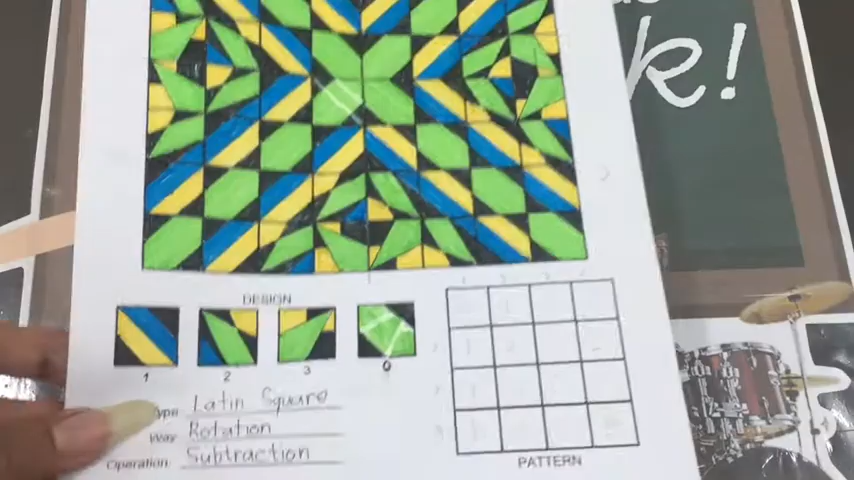 k!
DESIGN
1 2 3 0
Type Latin Square
Way Rotation
Operation: Subtraction
PATTERN